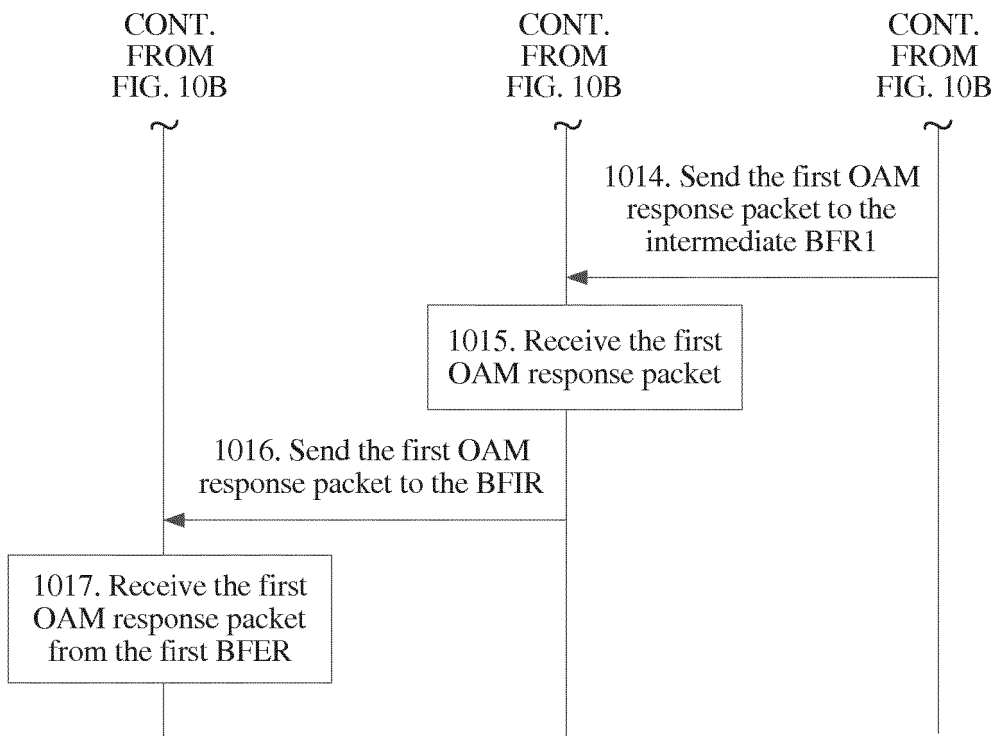 CONT.
FROM
FIG. 10B
CONT.
FROM
FIG. 10B
CONT.
FROM
FIG. 10B
1014. Send the first OAM
response packet to the
intermediate BFR1
1015. Receive the first
OAM response packet
1016. Send the first OAM
response packet to the BFIR
1017. Receive the first
OAM response packet
from the first BFER